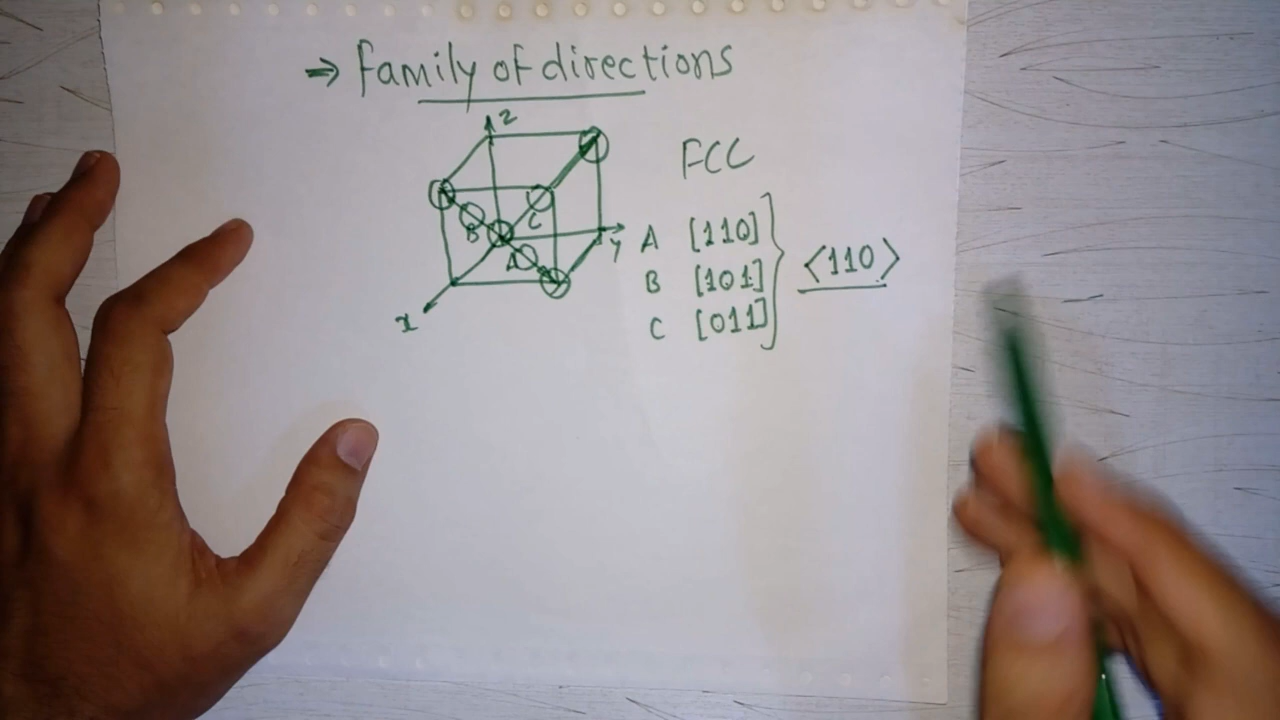 ⇒ Family of directions
z
FCC
C
B
A
y
x
A [110]
B [101]
C [011]
<110>